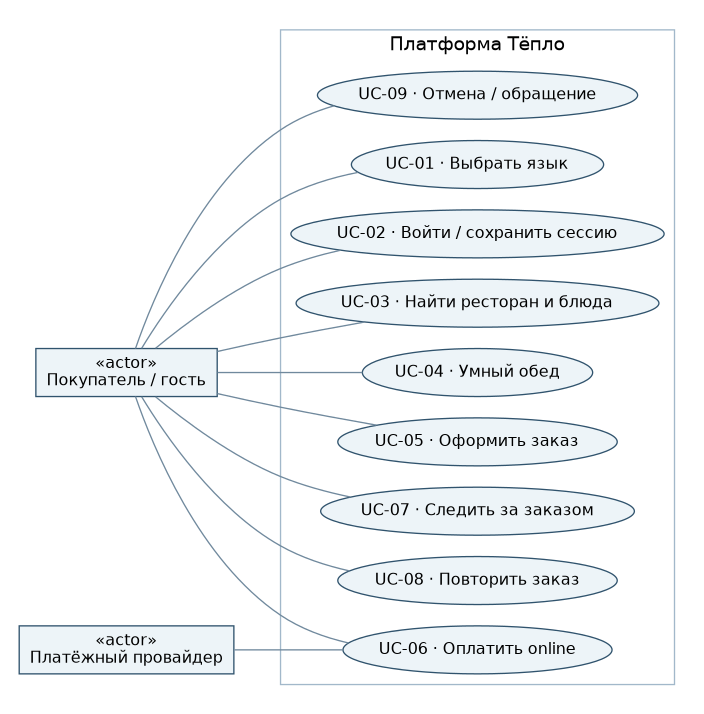 Платформа Тёпло
UC-09 · Отмена / обращение
UC-01 · Выбрать язык
UC-02 · Войти / сохранить сессию
UC-03 · Найти ресторан и блюда
«actor»
Покупатель / гость
UC-04 · Умный обед
UC-05 · Оформить заказ
UC-07 · Следить за заказом
UC-08 · Повторить заказ
«actor»
Платёжный провайдер
UC-06 · Оплатить online